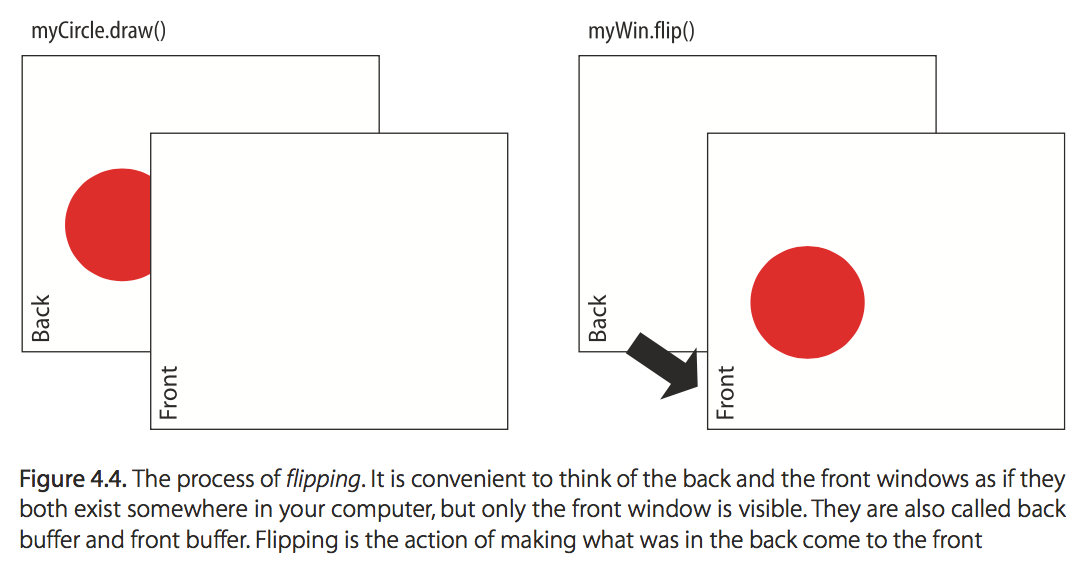 myCircle.draw()
myWin.flip()
Back
Front
Back
Front
Figure 4.4. The process of flipping. It is convenient to think of the back and the front windows as if they
both exist somewhere in your computer, but only the front window is visible. They are also called back
buffer and front buffer. Flipping is the action of making what was in the back come to the front